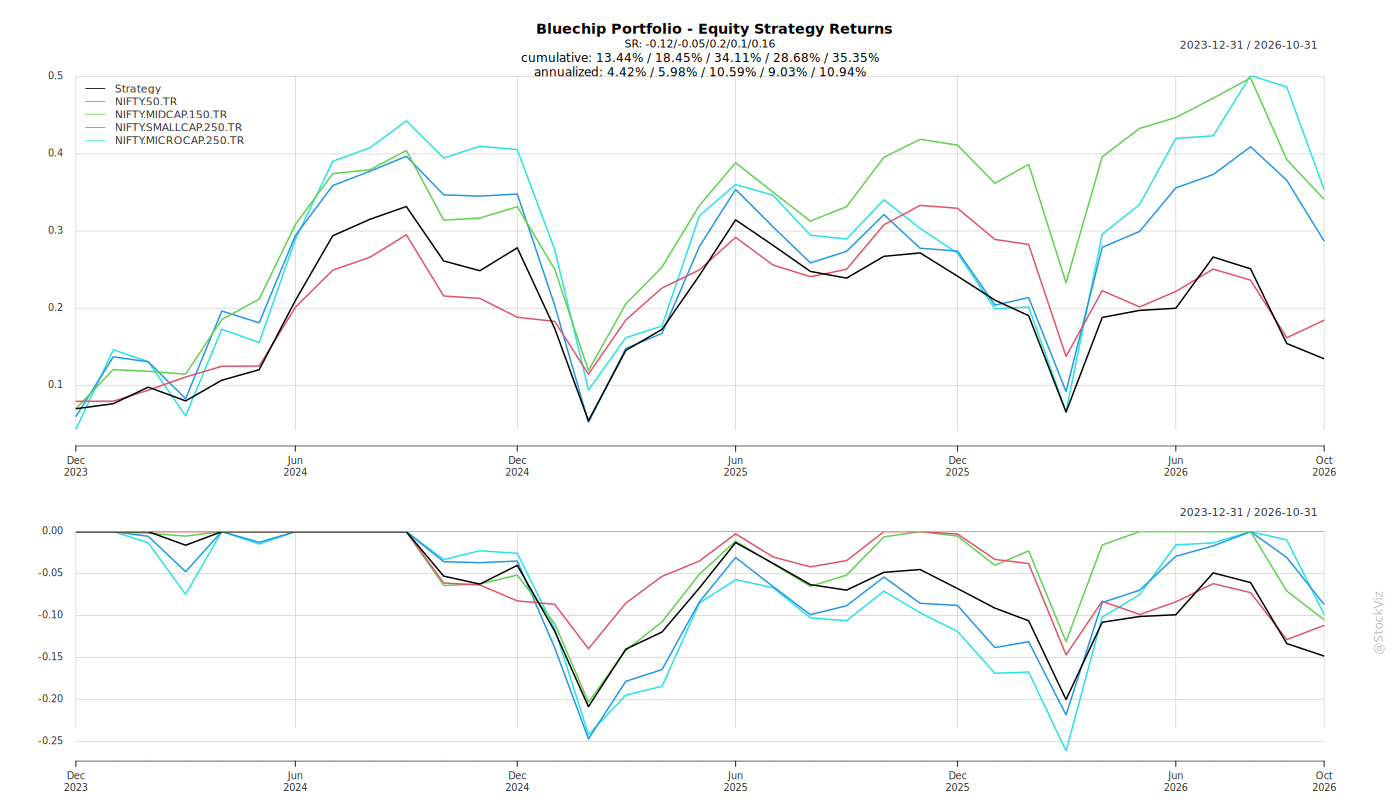 Bluechip Portfolio - Equity Strategy Returns
SR: -0.12/-0.05/0.2/0.1/0.16
2023-12-31 / 2026-10-31
cumulative: 13.44% / 18.45% / 34.11% / 28.68% / 35.35%
annualized: 4.42% / 5.98% / 10.59% / 9.03% / 10.94%
0.5
Strategy
NIFTY.50.TR
NIFTY.MIDCAP.150.TR
NIFTY.SMALLCAP.250.TR
NIFTY.MICROCAP.250.TR
0.4
0.3
0.2
0.1
Dec Jun Dec Jun Dec Jun Oct
2023 2024 2024 2025 2025 2026 2026
2023-12-31 / 2026-10-31
0.00
-0.05
-0.10
-0.15
-0.20
-0.25
Dec Jun Dec Jun Dec Jun Oct
2023 2024 2024 2025 2025 2026 2026
@StockViz